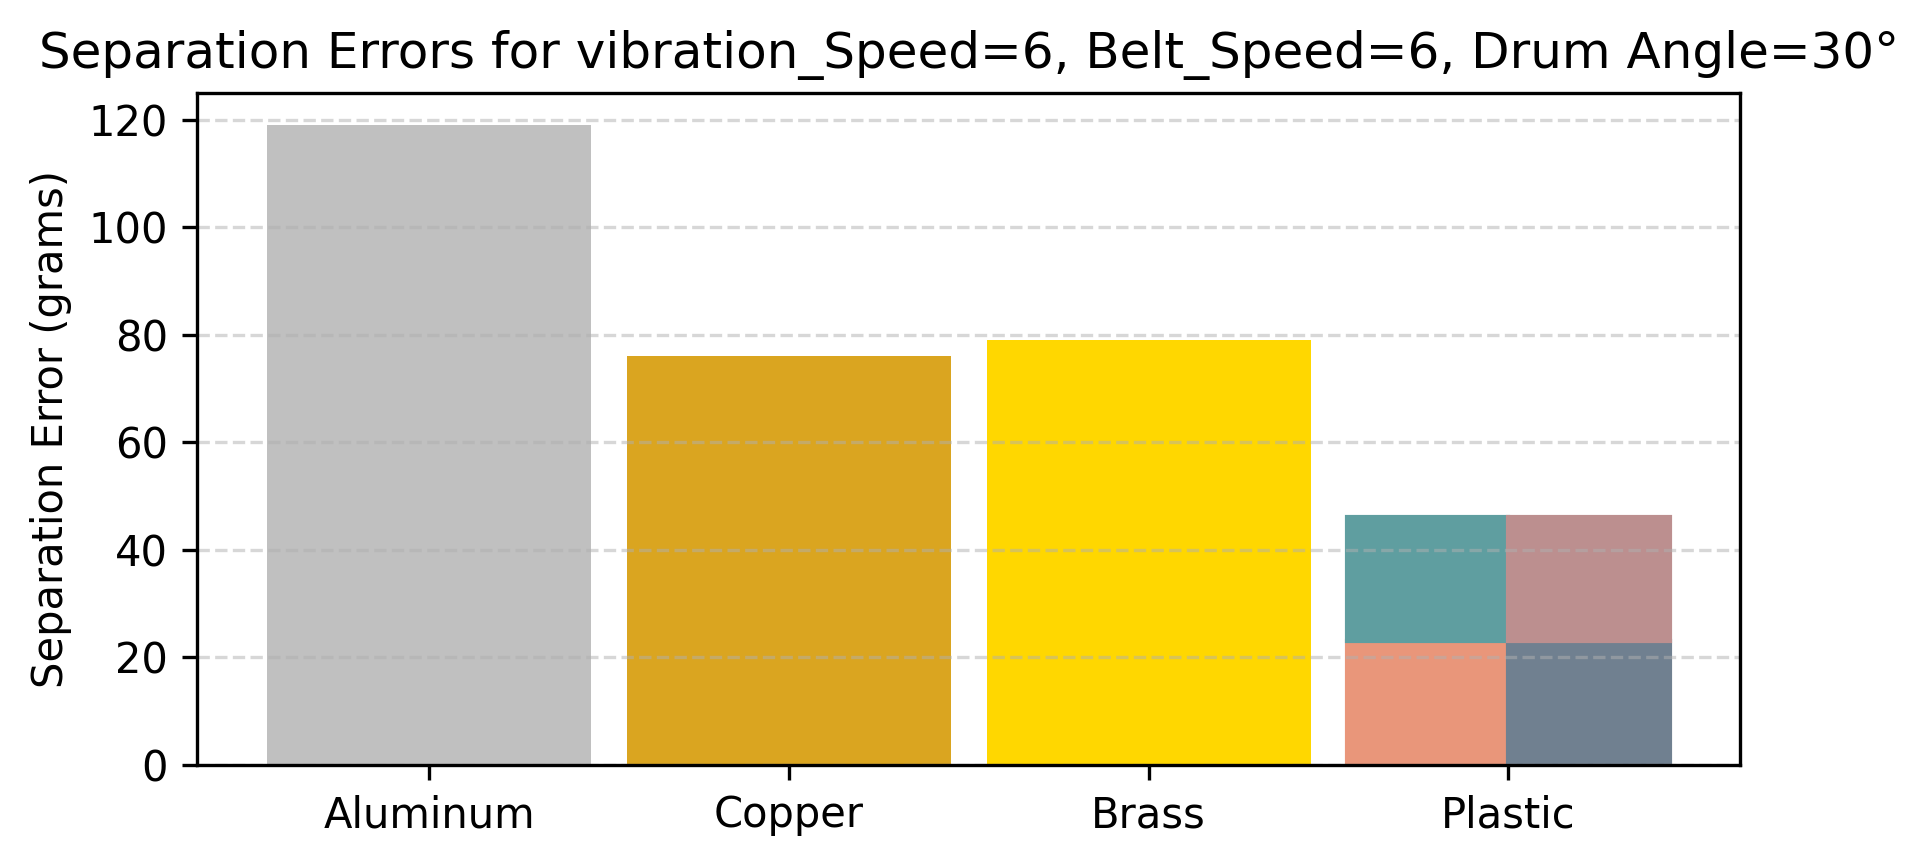 Separation Errors for vibration_Speed=6, Belt_Speed=6, Drum Angle=30°
Separation Error (grams)
120
100
80
60
40
20
0
Aluminum
Copper
Brass
Plastic